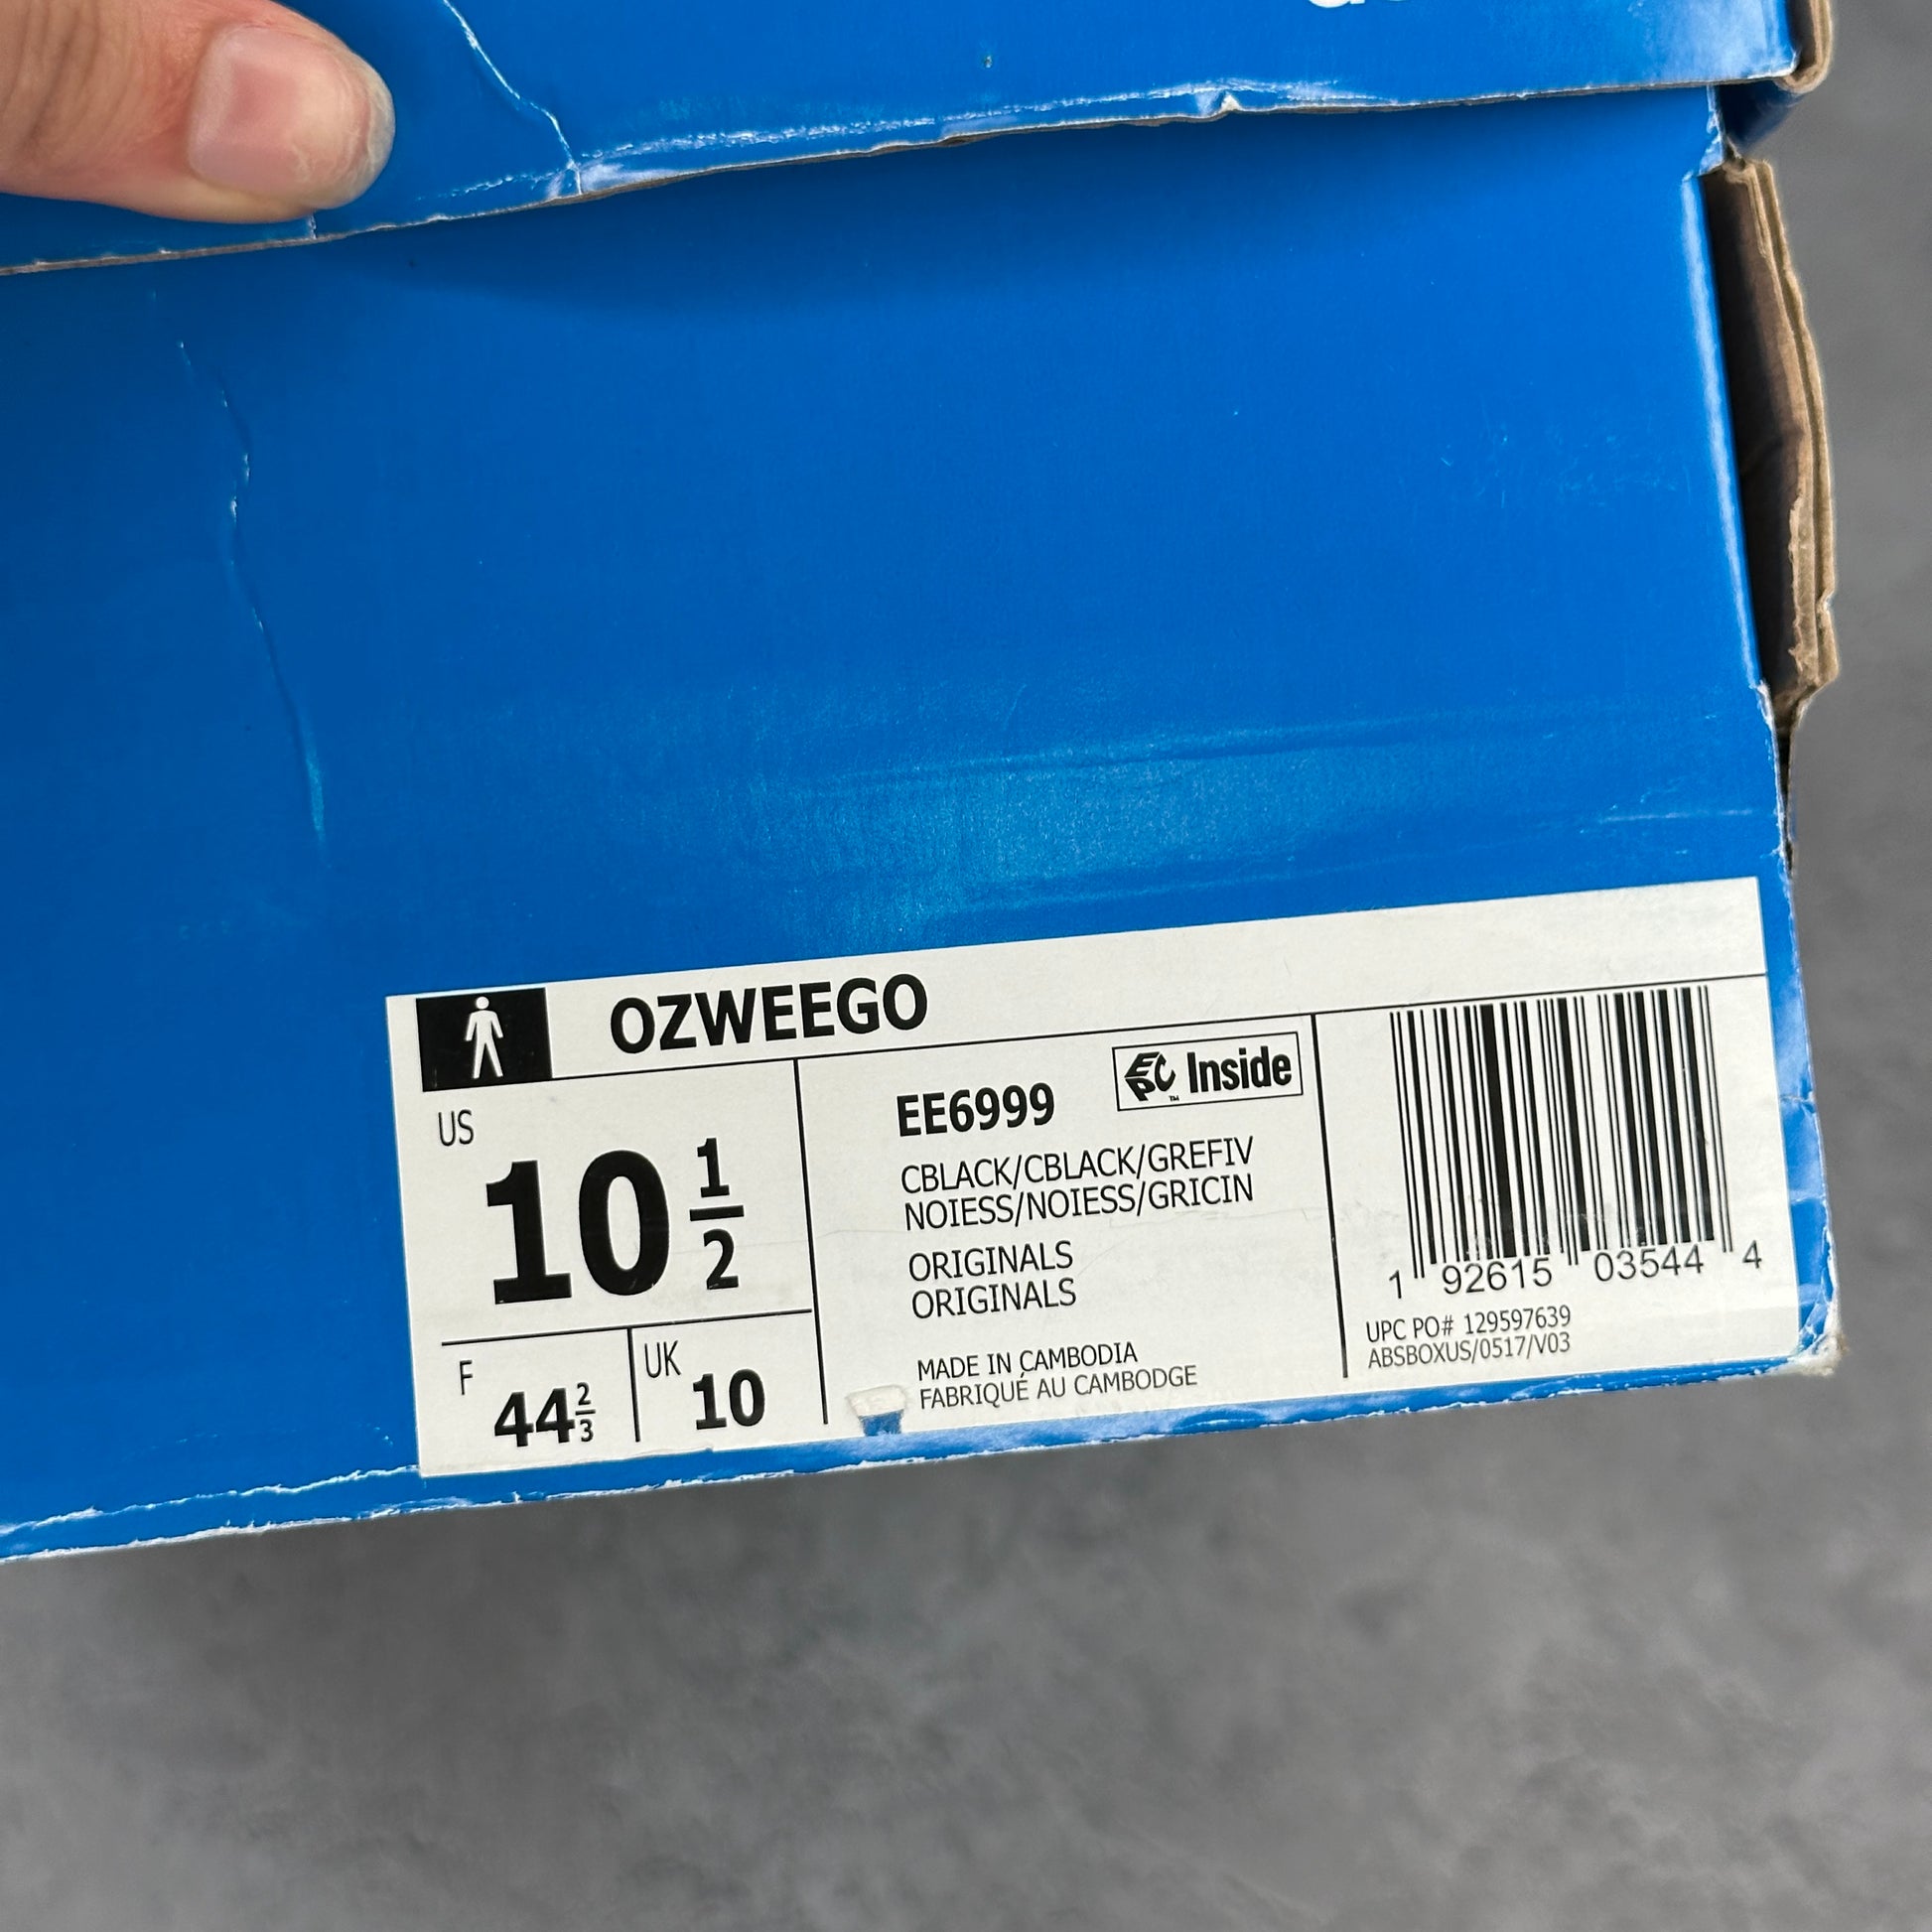 OZWEEGO
US
10 1/2
F
44 2/3
UK
10
EE6999
EPC Inside
CBLACK/CBLACK/GREFIV
NOIESS/NOIESS/GRICIN
ORIGINALS
ORIGINALS
MADE IN CAMBODIA
FABRIQUÉ AU CAMBODGE
1 92615 03544 4
UPC PO# 129597639
ABSBOXUS/0517/V03